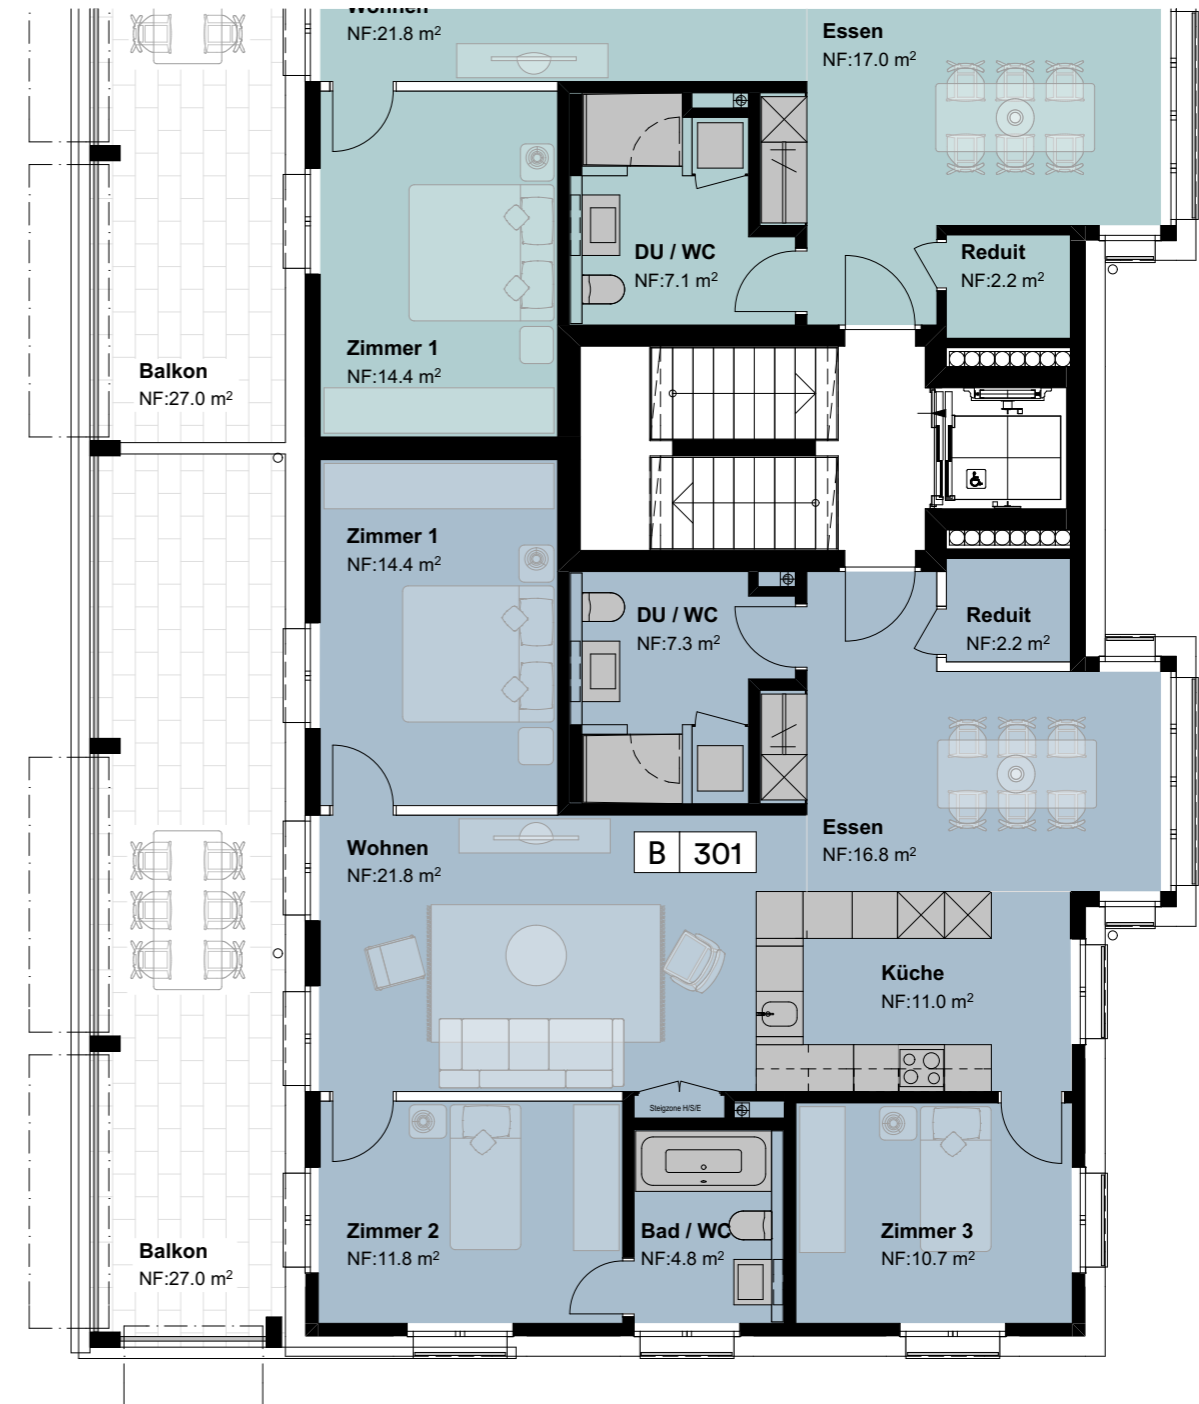 Wohnen
NF:21.8 m²
Essen
NF:17.0 m²
DU / WC
NF:7.1 m²
Reduit
NF:2.2 m²
Zimmer 1
NF:14.4 m²
Balkon
NF:27.0 m²
Zimmer 1
NF:14.4 m²
DU / WC
NF:7.3 m²
Reduit
NF:2.2 m²
Wohnen
NF:21.8 m²
B 301
Essen
NF:16.8 m²
Küche
NF:11.0 m²
Steigzone H/S/E
Zimmer 2
NF:11.8 m²
Bad / WC
NF:4.8 m²
Zimmer 3
NF:10.7 m²
Balkon
NF:27.0 m²